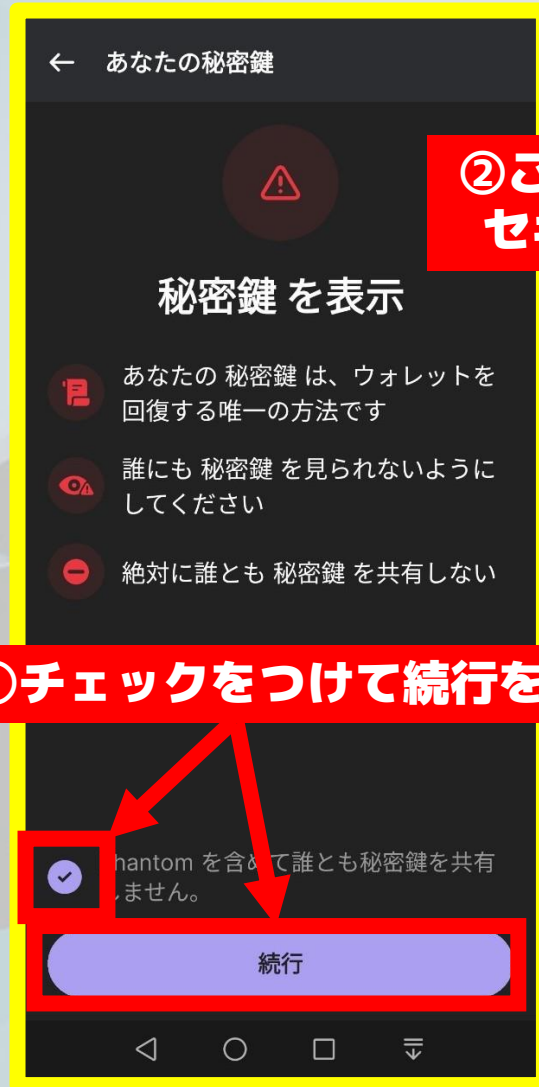 あなたの秘密鍵
②こ
セキ
秘密鍵 を表示
あなたの 秘密鍵 は、ウォレットを
回復する唯一の方法です
誰にも 秘密鍵 を見られないように
してください
絶対に誰とも 秘密鍵 を共有しない
チェックをつけて続行を
hantom を含めて誰とも秘密鍵を共有
しません。
続行